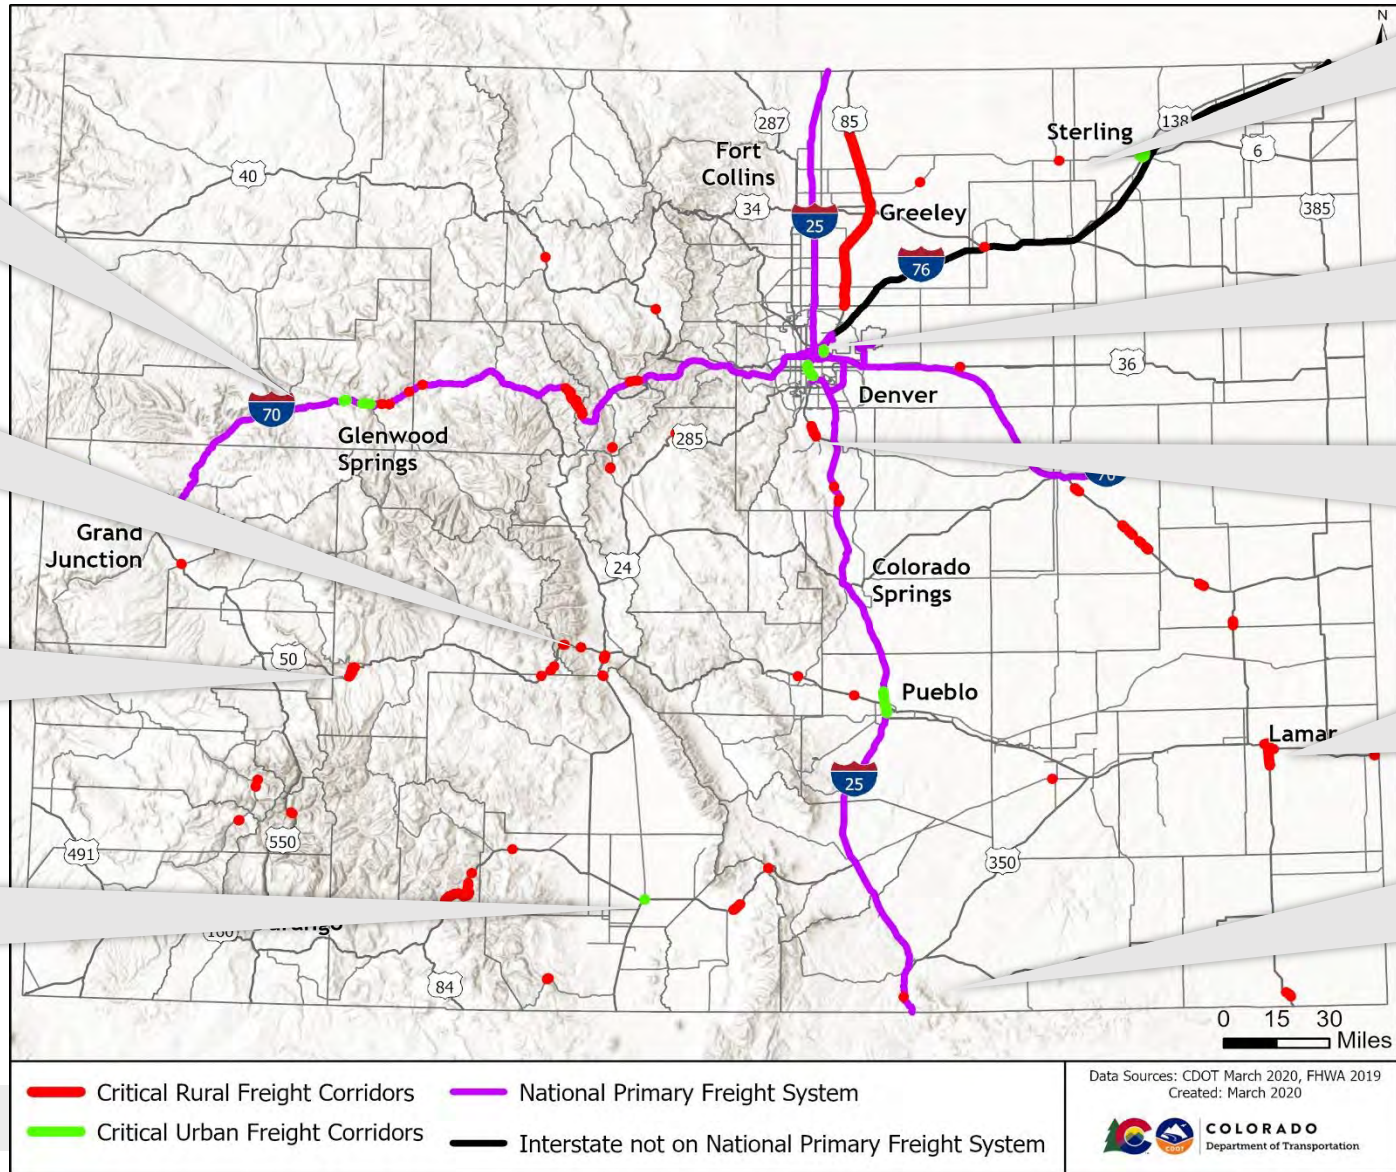 N
287
85
138
Sterling
6
Fort
Collins
40
34
385
25
Greeley
76
36
70
Denver
Glenwood
Springs
285
Grand
Junction
24
Colorado
Springs
50
Pueblo
Lamar
25
550
491
350
84
0 15 30
Miles
Critical Rural Freight Corridors
National Primary Freight System
Critical Urban Freight Corridors
Interstate not on National Primary Freight System
Data Sources: CDOT March 2020, FHWA 2019
Created: March 2020
CDOT
COLORADO
Department of Transportation